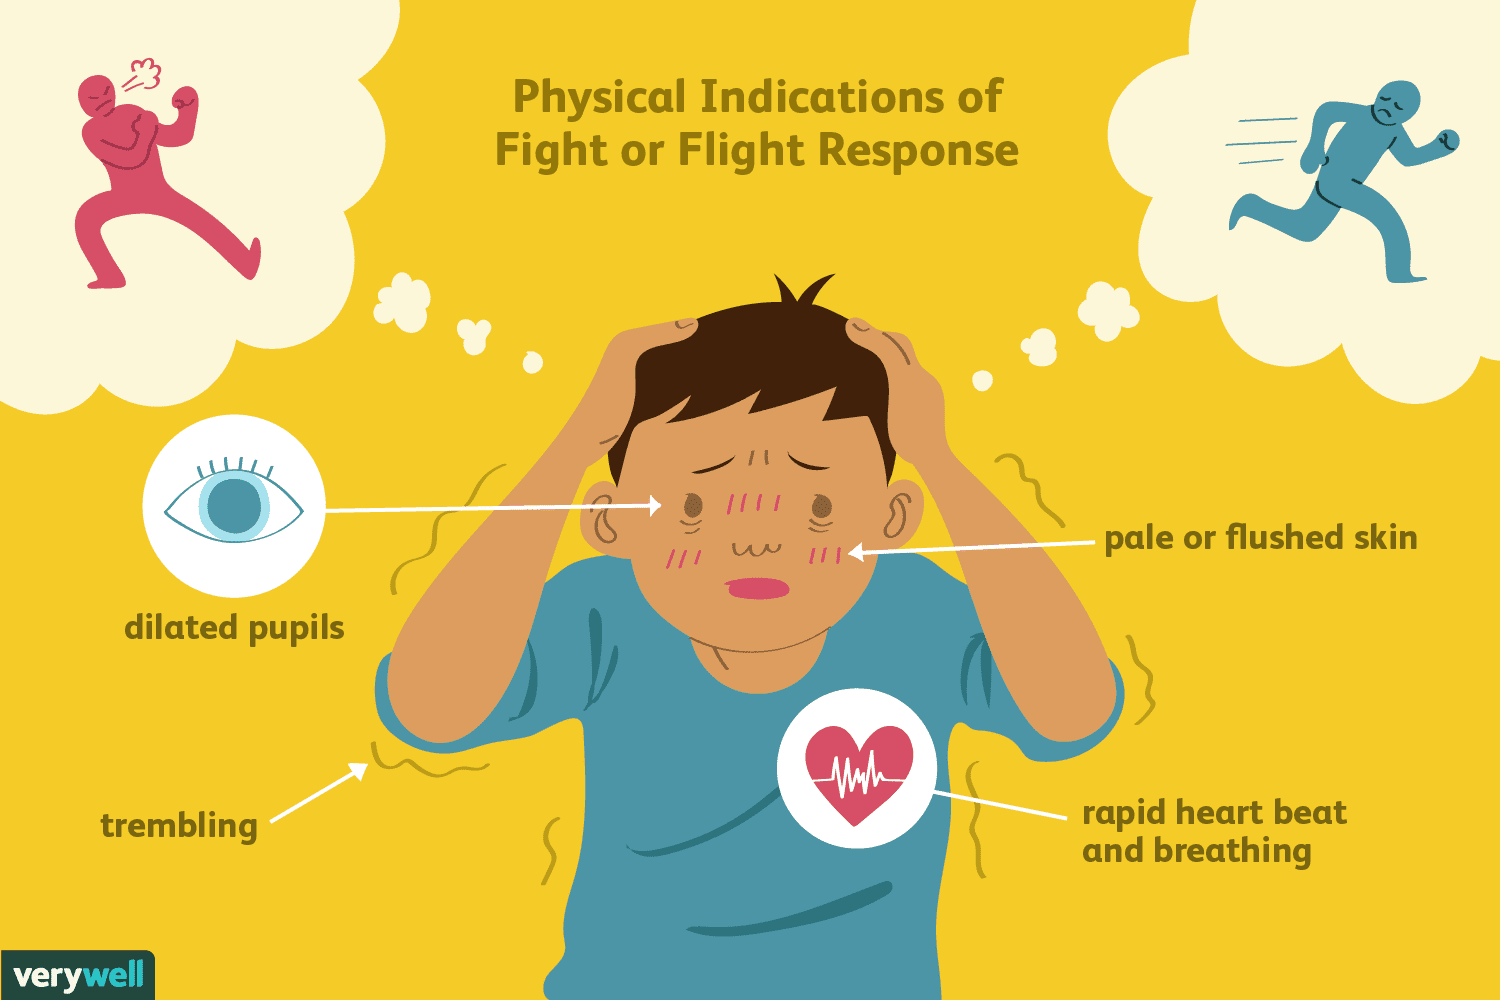 Physical Indications of
Fight or Flight Response
dilated pupils
pale or flushed skin
trembling
rapid heart beat
and breathing
verywell